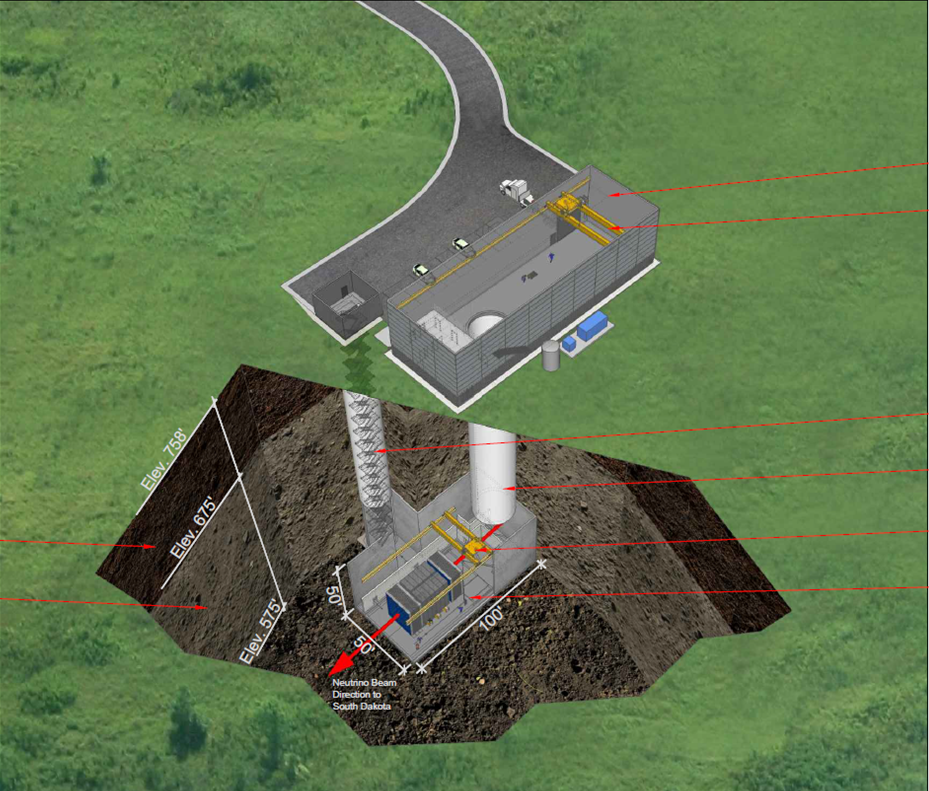 Elev. 758'
Elev. 675'
Elev. 575'
50'
50'
100'
Neutrino Beam
Direction to
South Dakota